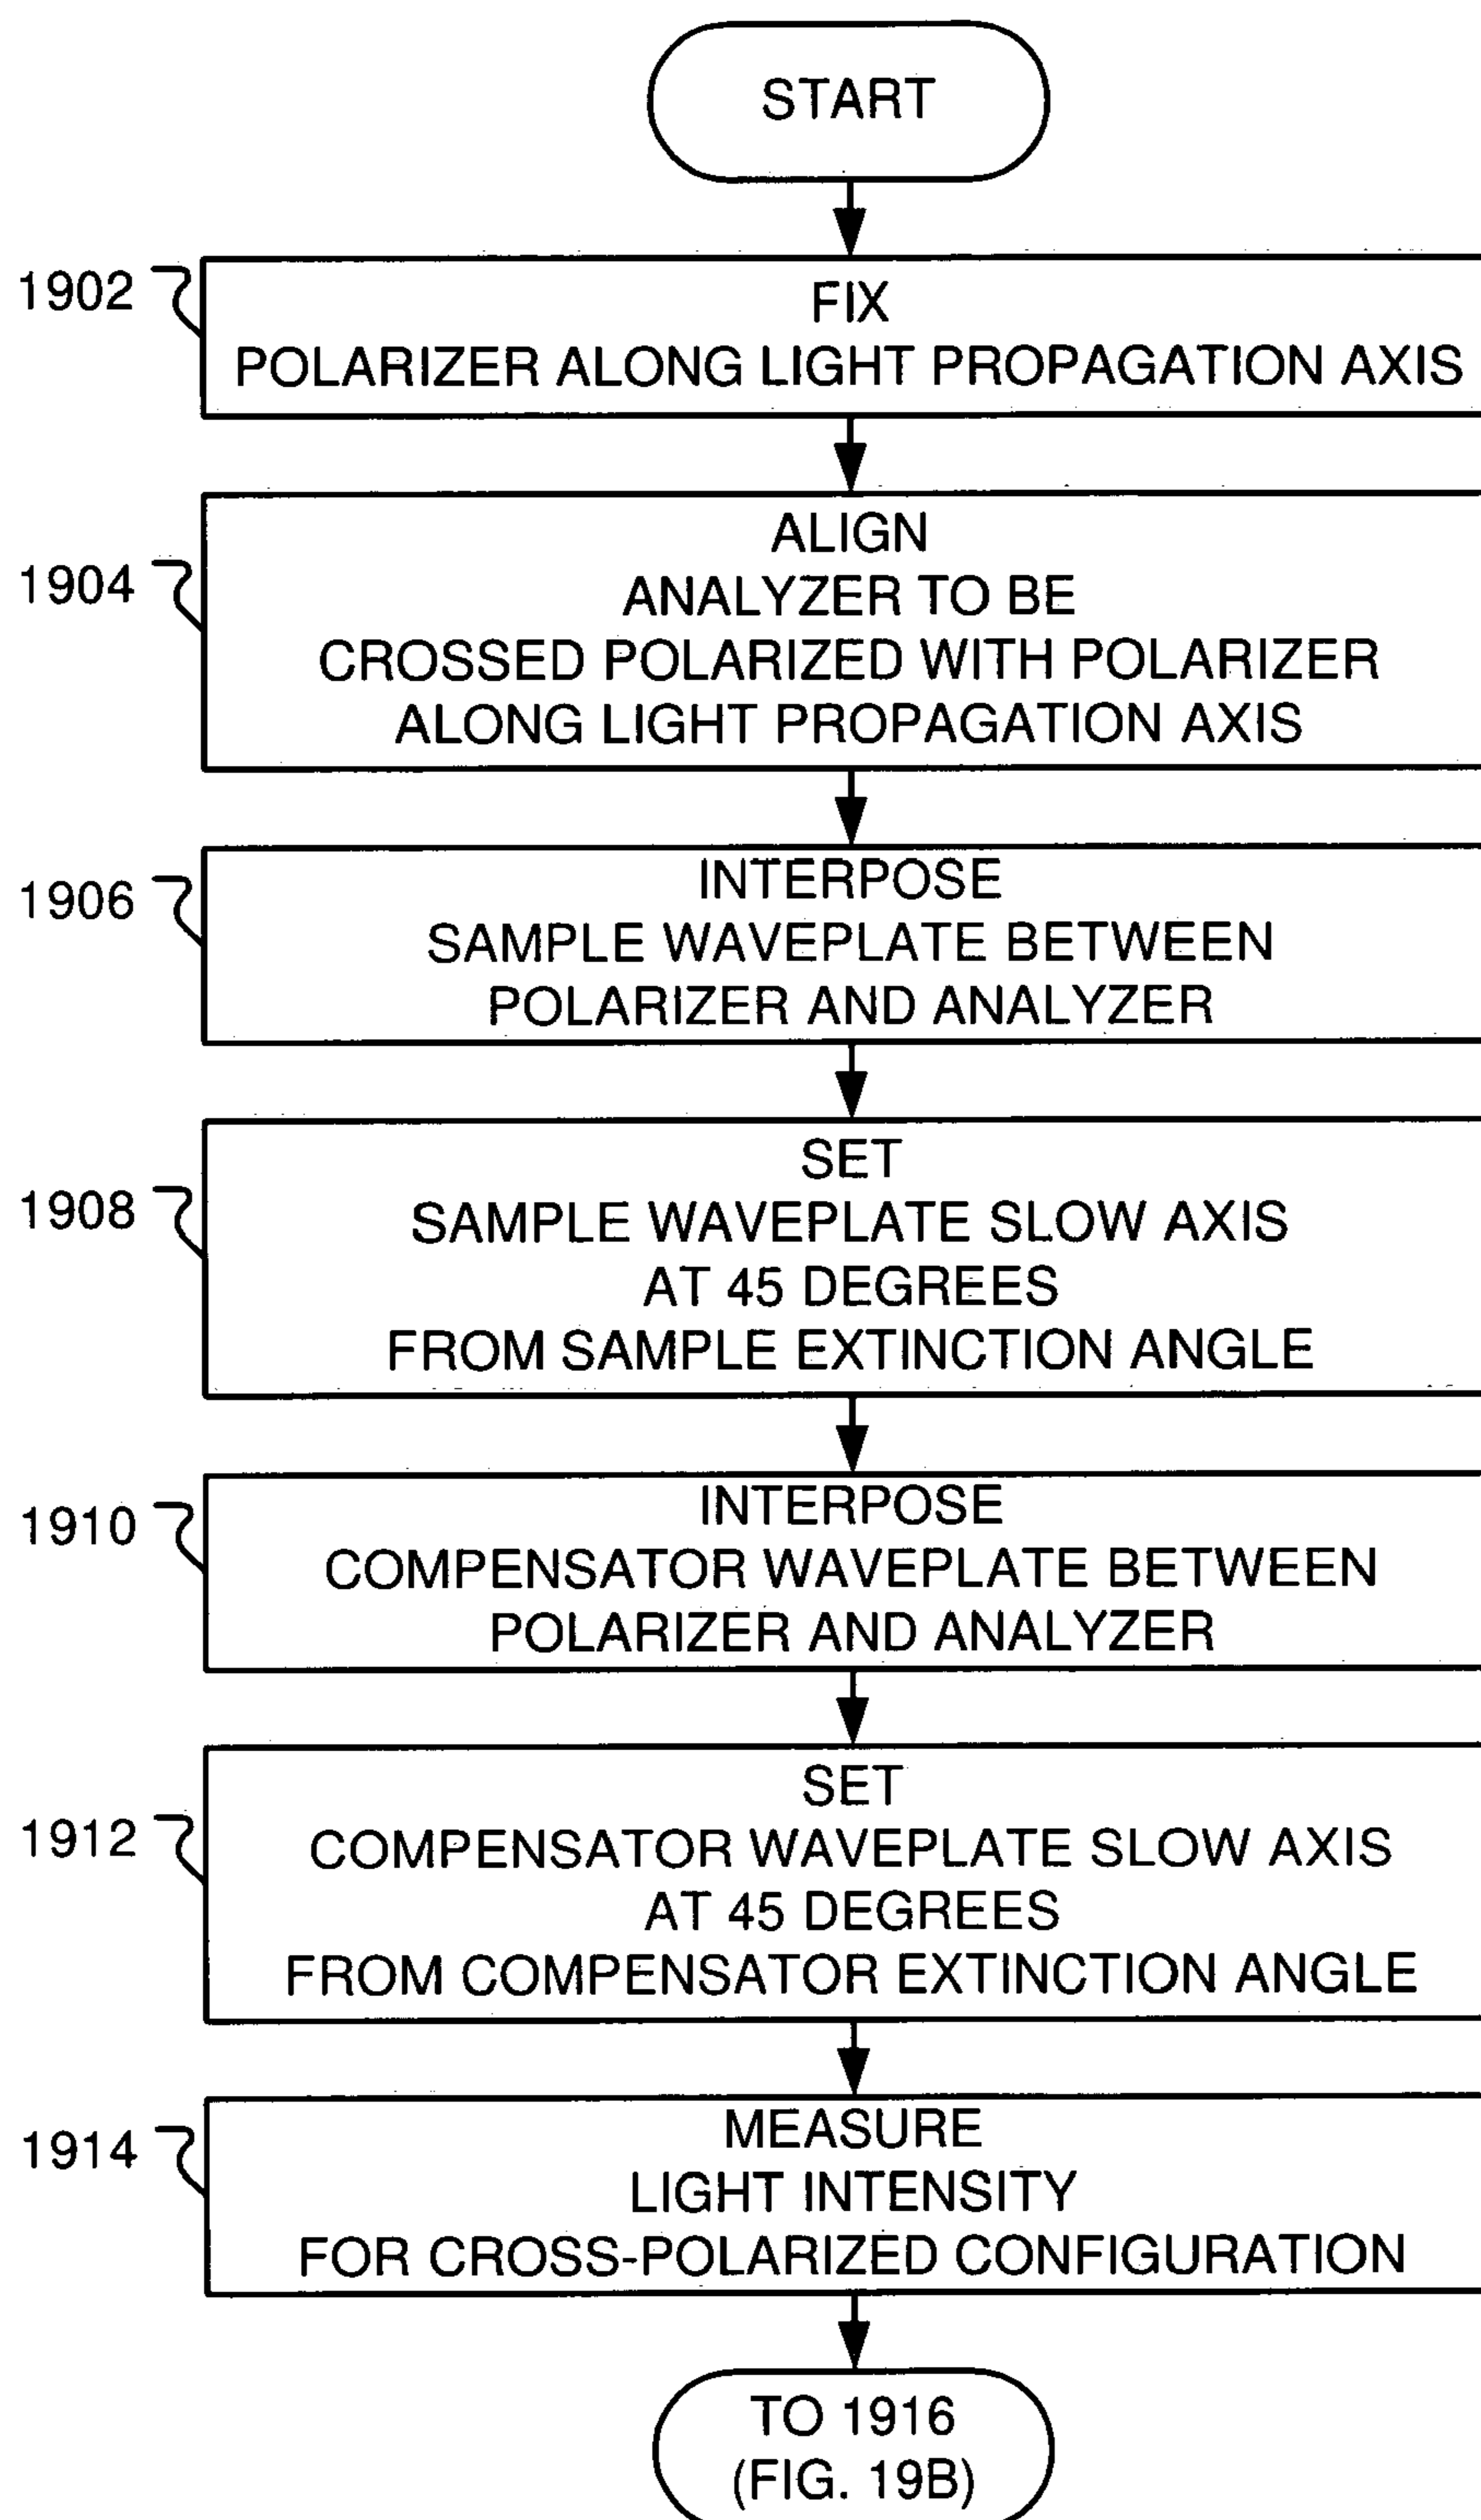 START
1902
FIX
POLARIZER ALONG LIGHT PROPAGATION AXIS
1904
ALIGN
ANALYZER TO BE
CROSSED POLARIZED WITH POLARIZER
ALONG LIGHT PROPAGATION AXIS
1906
INTERPOSE
SAMPLE WAVEPLATE BETWEEN
POLARIZER AND ANALYZER
1908
SET
SAMPLE WAVEPLATE SLOW AXIS
AT 45 DEGREES
FROM SAMPLE EXTINCTION ANGLE
1910
INTERPOSE
COMPENSATOR WAVEPLATE BETWEEN
POLARIZER AND ANALYZER
1912
SET
COMPENSATOR WAVEPLATE SLOW AXIS
AT 45 DEGREES
FROM COMPENSATOR EXTINCTION ANGLE
1914
MEASURE
LIGHT INTENSITY
FOR CROSS-POLARIZED CONFIGURATION
TO 1916
(FIG. 19B)